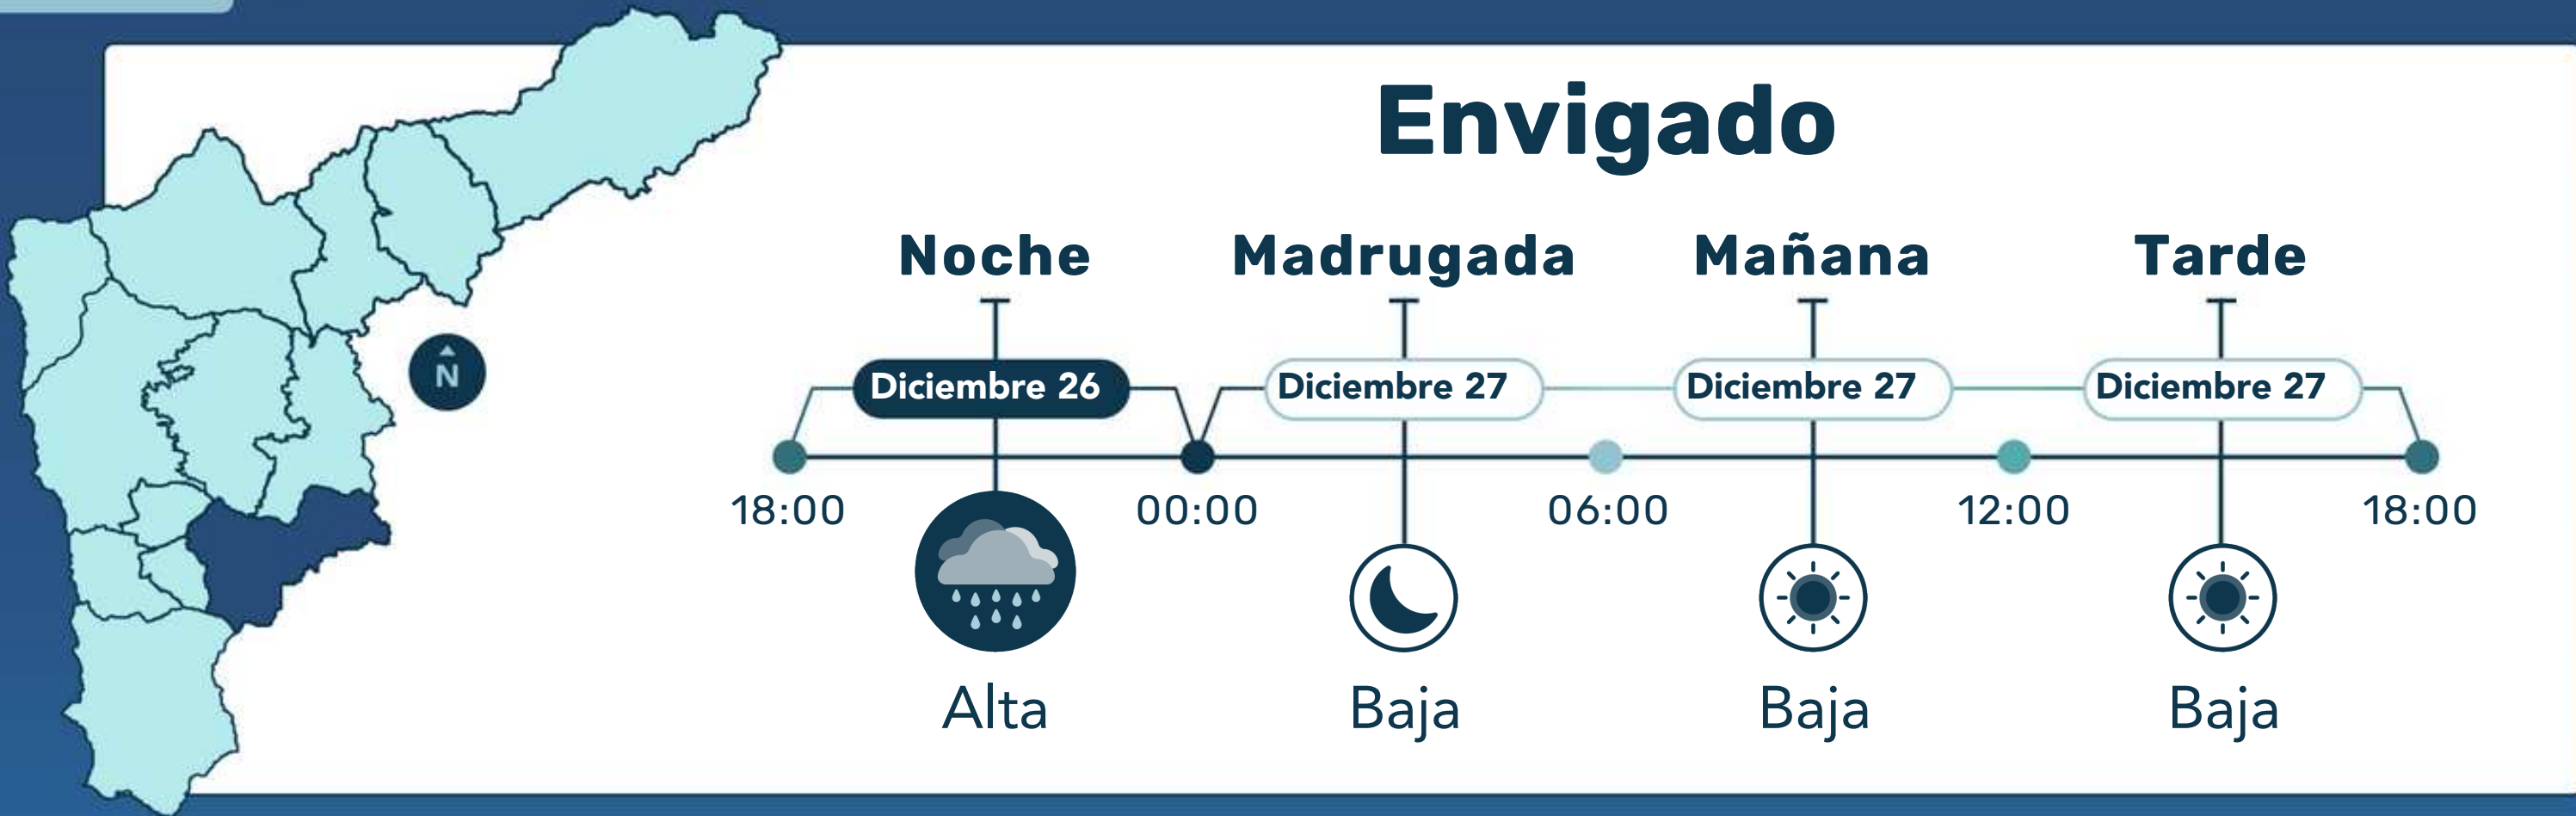 Envigado
Noche Madrugada Mañana Tarde
N
Diciembre 26 Diciembre 27 Diciembre 27 Diciembre 27
18:00 00:00 06:00 12:00 18:00
Alta Baja Baja Baja